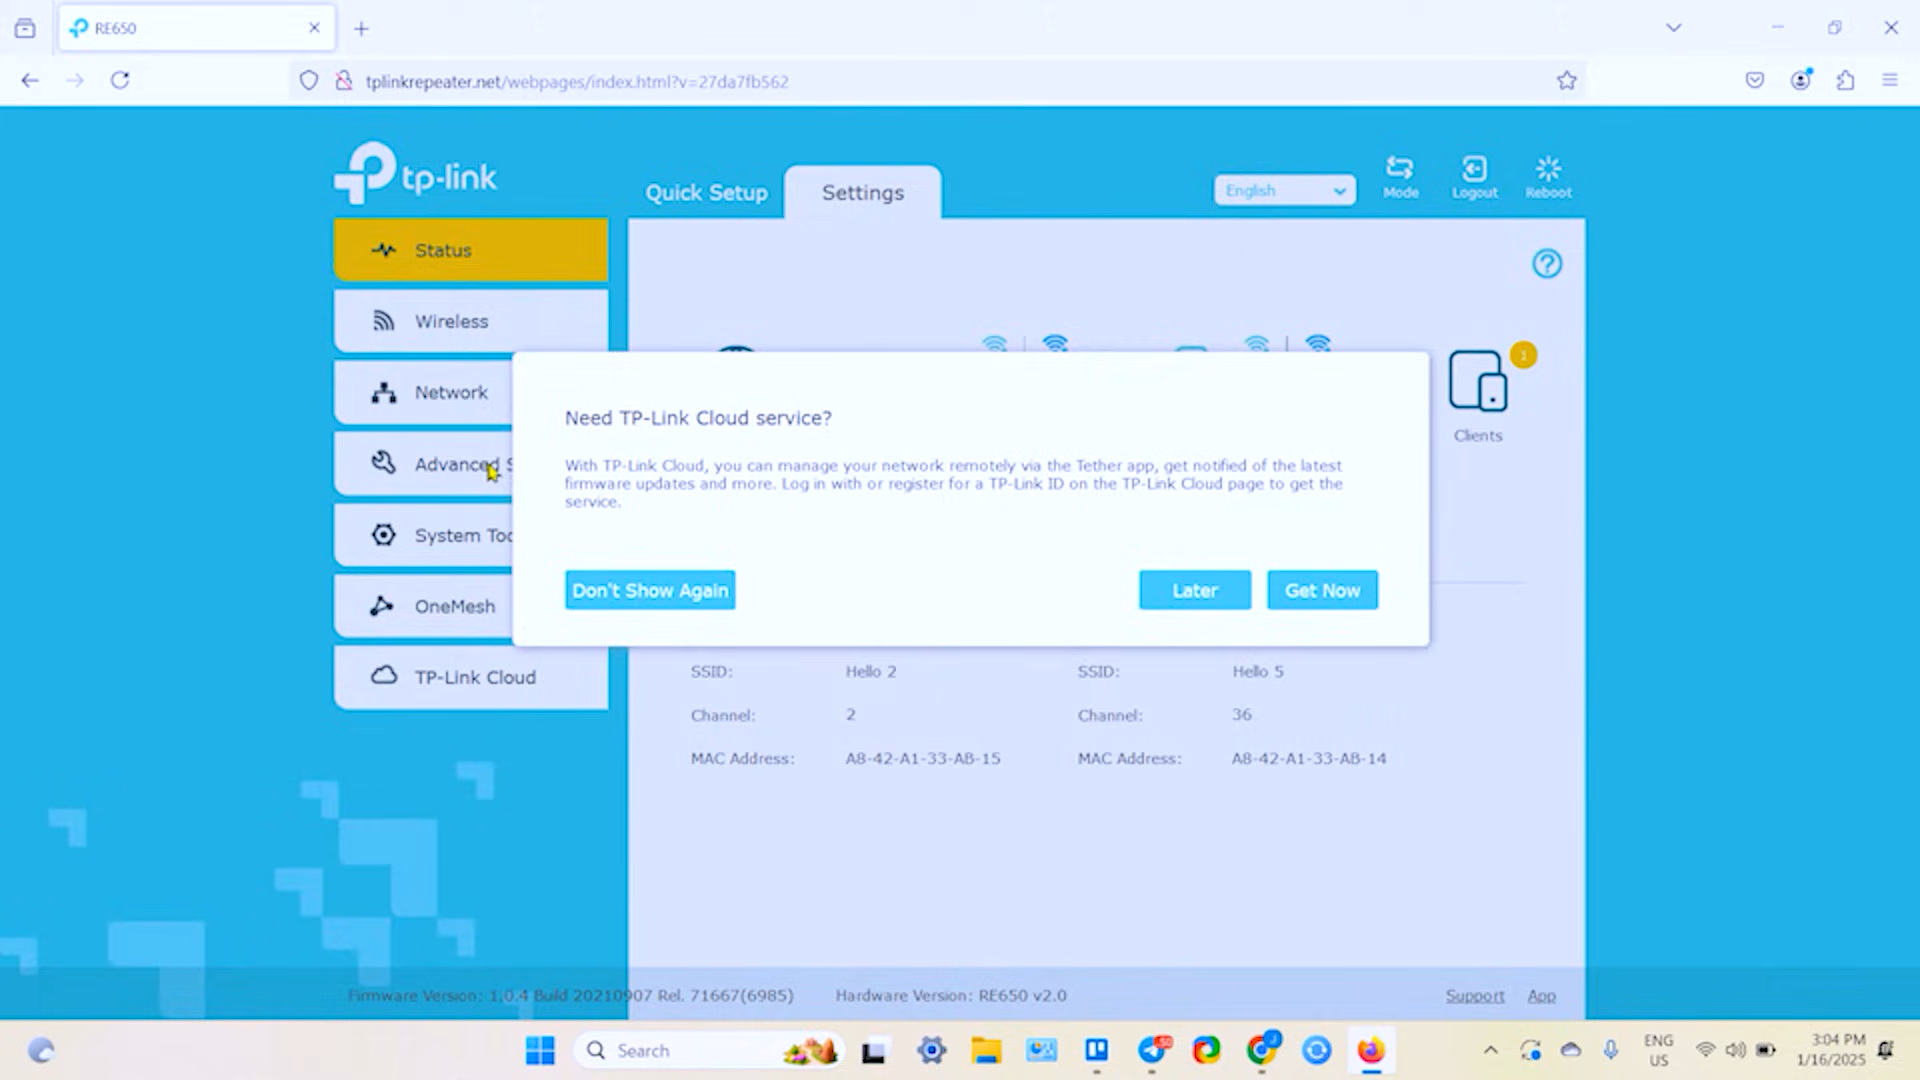 RE650
tplinkrepeater.net/webpages/index.html?v=27da7fb562
tp-link
Quick Setup
Settings
English
Mode
Logout
Reboot
Status
Wireless
Network
Advanced S
System Too
OneMesh
TP-Link Cloud
1
Clients
Need TP-Link Cloud service?
With TP-Link Cloud, you can manage your network remotely via the Tether app, get notified of the latest
firmware updates and more. Log in with or register for a TP-Link ID on the TP-Link Cloud page to get the
service.
Don't Show Again
Later
Get Now
SSID: Hello 2
SSID: Hello 5
Channel: 2
Channel: 36
MAC Address: A8-42-A1-33-AB-15
MAC Address: A8-42-A1-33-AB-14
Firmware Version: 1.0.4 Build 20210907 Rel. 71667(6985)
Hardware Version: RE650 v2.0
Support
App
Search
ENG
US
3:04 PM
1/16/2025